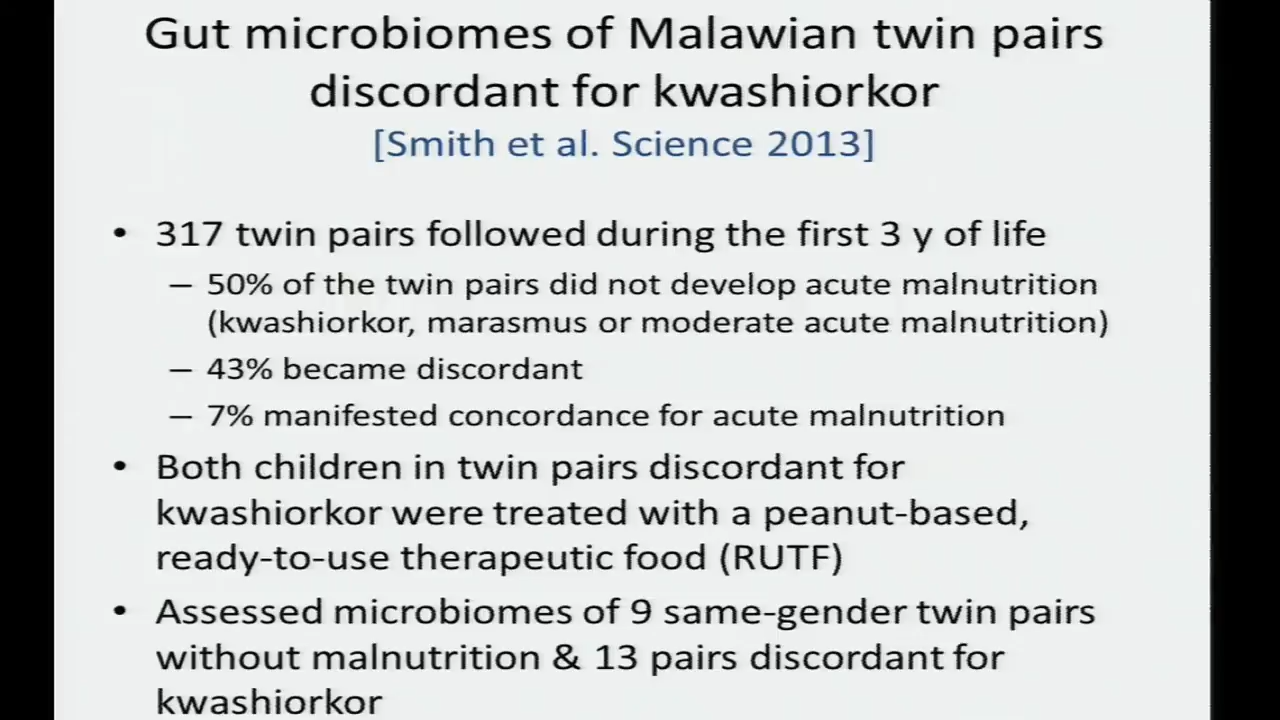 Gut microbiomes of Malawian twin pairs
discordant for kwashiorkor
[Smith et al. Science 2013]
• 317 twin pairs followed during the first 3 y of life
– 50% of the twin pairs did not develop acute malnutrition
(kwashiorkor, marasmus or moderate acute malnutrition)
– 43% became discordant
– 7% manifested concordance for acute malnutrition
• Both children in twin pairs discordant for
kwashiorkor were treated with a peanut-based,
ready-to-use therapeutic food (RUTF)
• Assessed microbiomes of 9 same-gender twin pairs
without malnutrition & 13 pairs discordant for
kwashiorkor